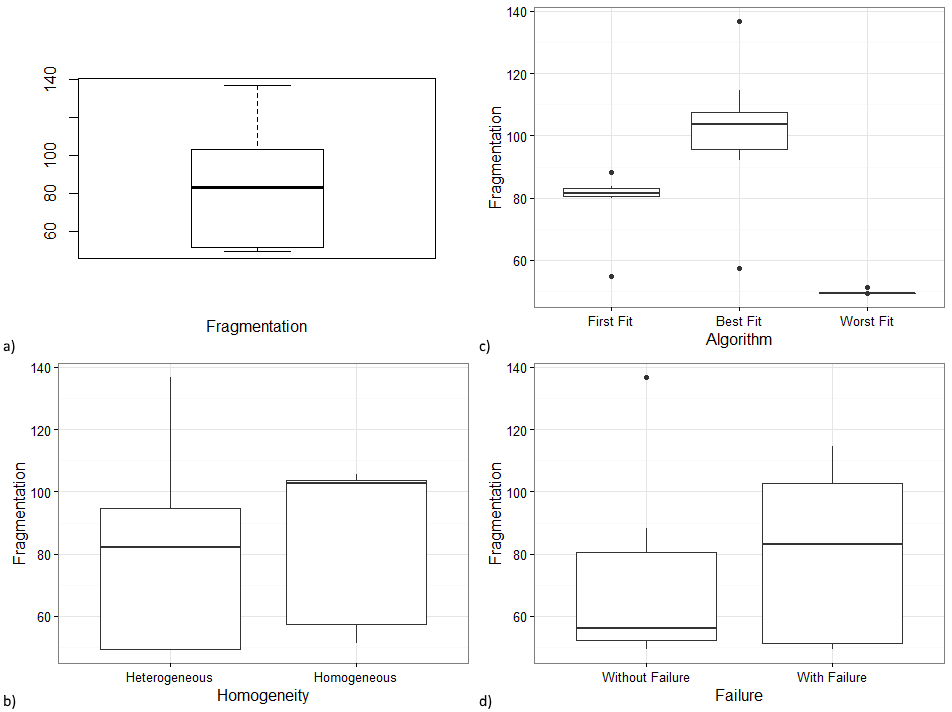 140
100
80
60
Fragmentation
a)
140
120
100
80
60
Fragmentation
First Fit Best Fit Worst Fit
Algorithm
c)
140
120
100
80
60
Fragmentation
Heterogeneous Homogeneous
Homogeneity
b)
140
120
100
80
60
Fragmentation
Without Failure With Failure
Failure
d)